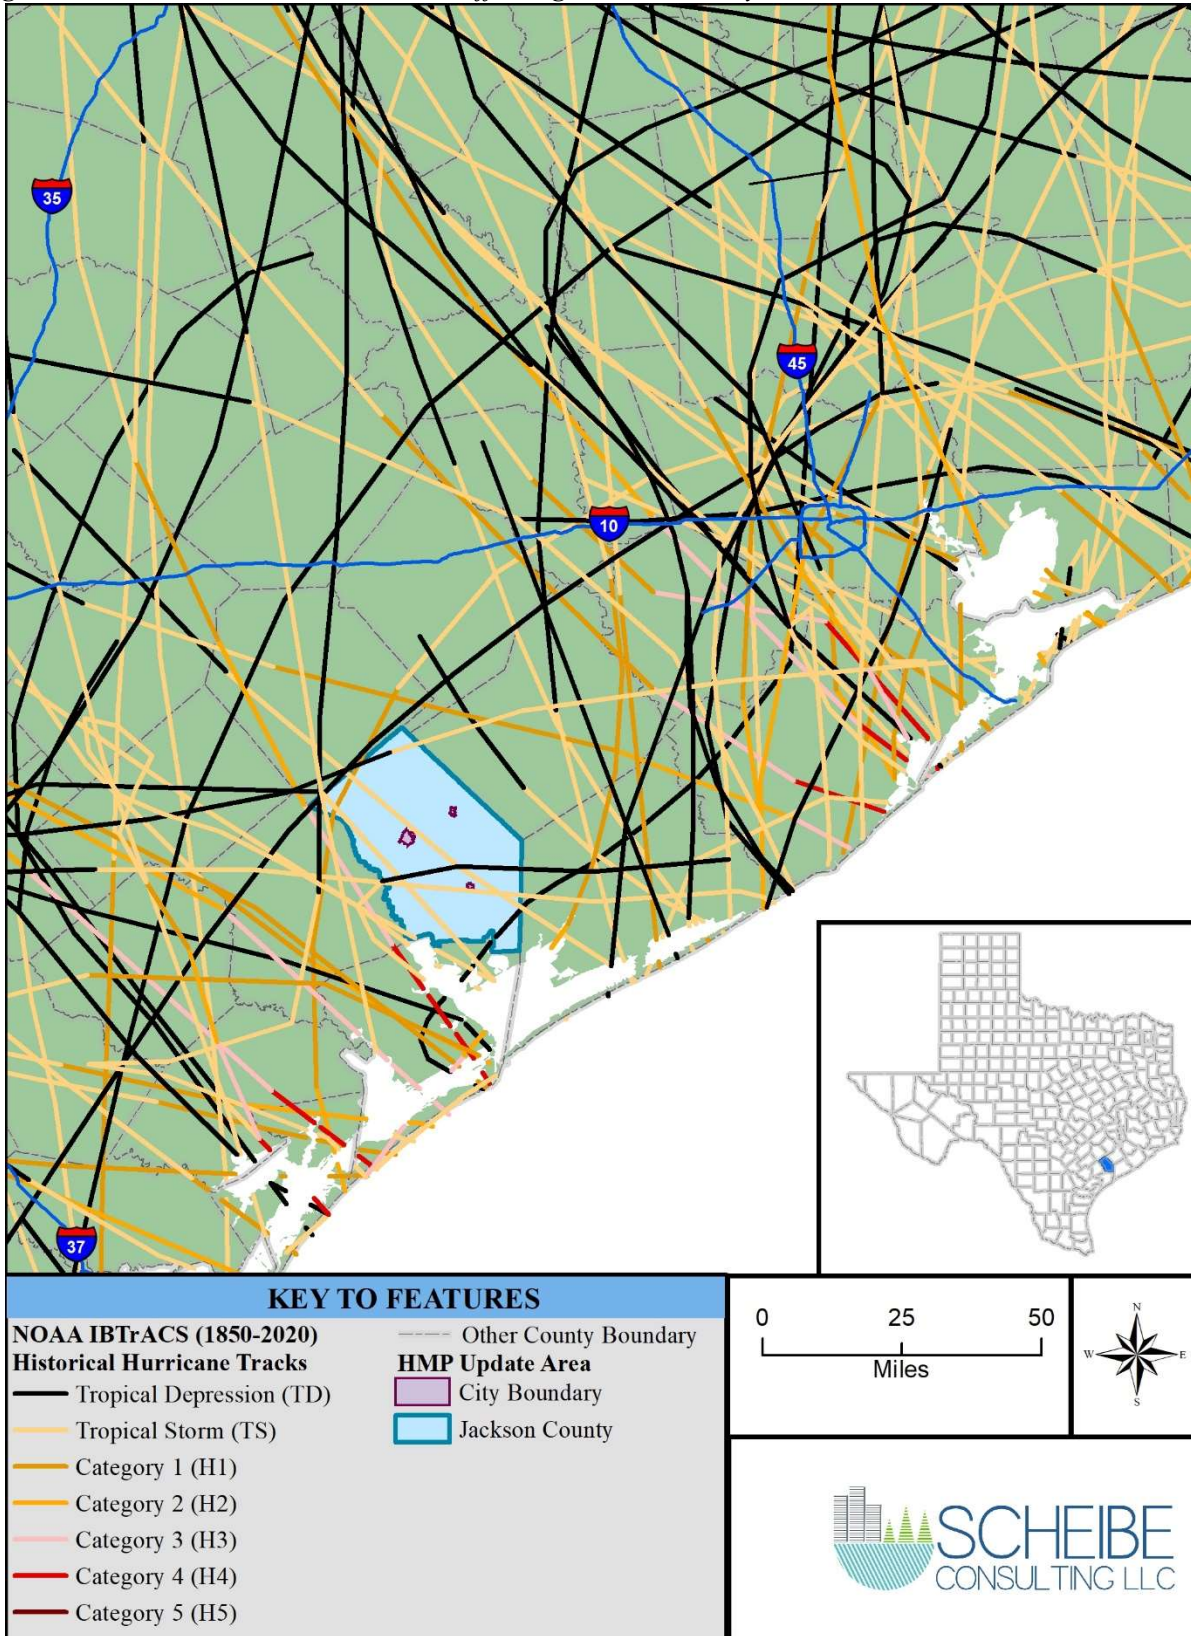 35
45
10
37
KEY TO FEATURES
NOAA IBTrACS (1850-2020)
Historical Hurricane Tracks
Tropical Depression (TD)
Tropical Storm (TS)
Category 1 (H1)
Category 2 (H2)
Category 3 (H3)
Category 4 (H4)
Category 5 (H5)
Other County Boundary
HMP Update Area
City Boundary
Jackson County
0 25 50
Miles
N
W E
S
SCHEIBE
CONSULTING LLC